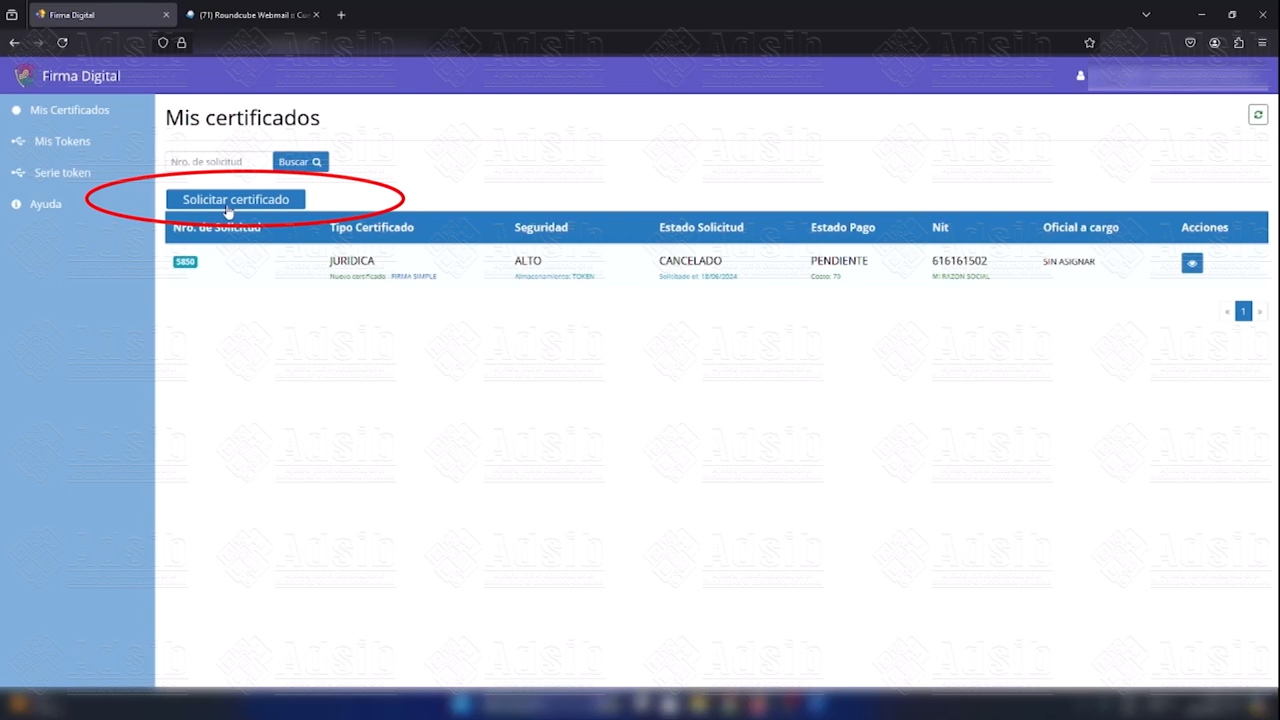 Firma Digital
(71) Roundcube Webmail :: Cu
Firma Digital
Mis Certificados
Mis Tokens
Serie token
Ayuda
Mis certificados
Nro. de solicitud
Buscar
Solicitar certificado
Nro. de Solicitud Tipo Certificado Seguridad Estado Solicitud Estado Pago Nit Oficial a cargo Acciones
5850 JURIDICA ALTO CANCELADO PENDIENTE 616161502 SIN ASIGNAR
Nuevo certificado - FIRMA SIMPLE Almacenamiento: TOKEN Solicitado el: 18/06/2024 Costo: 70 MI RAZON SOCIAL
« 1 »
Adsib